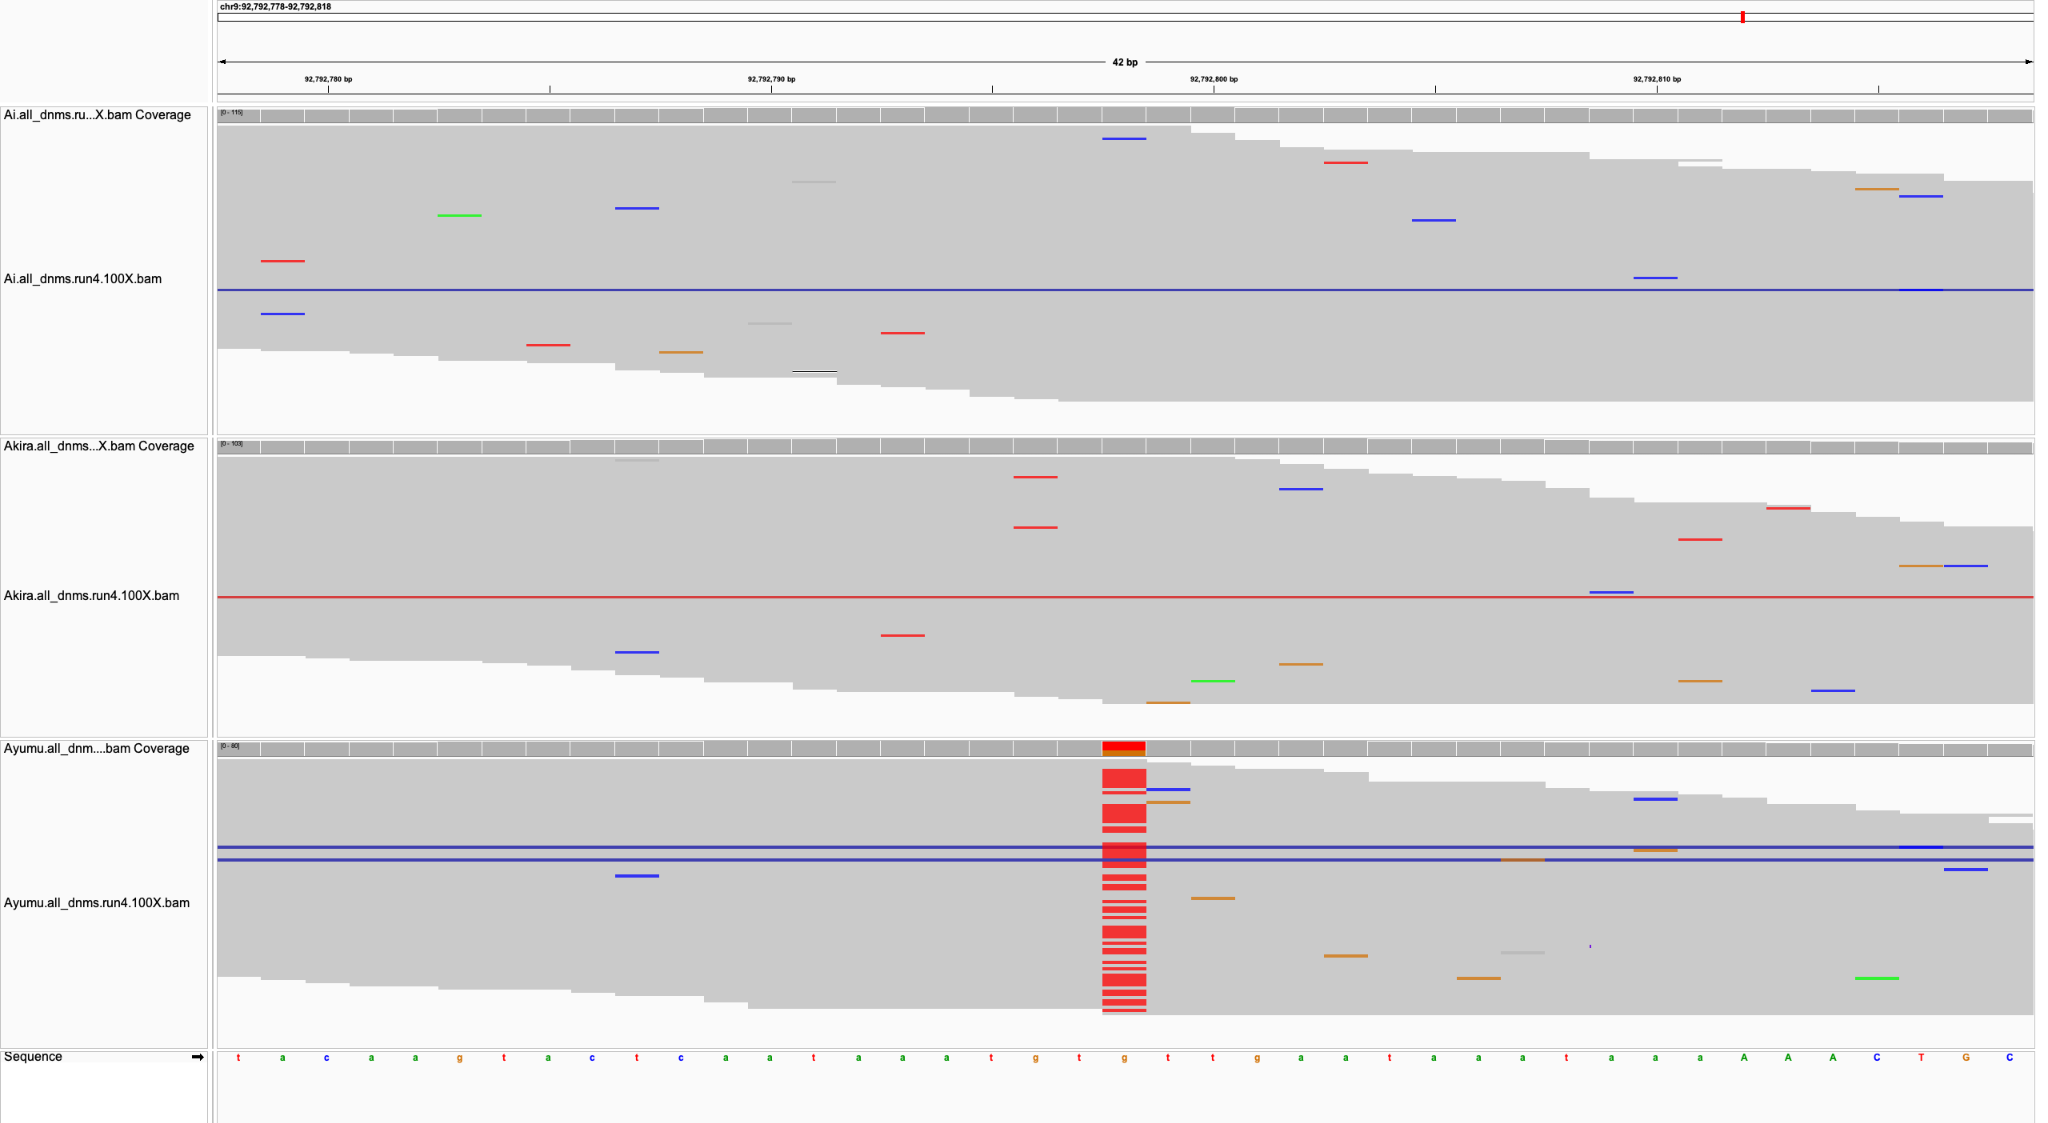 chr9:92,792,778-92,792,818
42 bp
92,792,780 bp 92,792,790 bp 92,792,800 bp 92,792,810 bp
Ai.all_dnms.ru...X.bam Coverage
[0 - 115]
Ai.all_dnms.run4.100X.bam
Akira.all_dnms...X.bam Coverage
[0 - 103]
Akira.all_dnms.run4.100X.bam
Ayumu.all_dnm....bam Coverage
[0 - 80]
Ayumu.all_dnms.run4.100X.bam
Sequence t a c a a g t a c t c a a t a a a t g t g t t g a a t a a a t a a a A A A C T G C